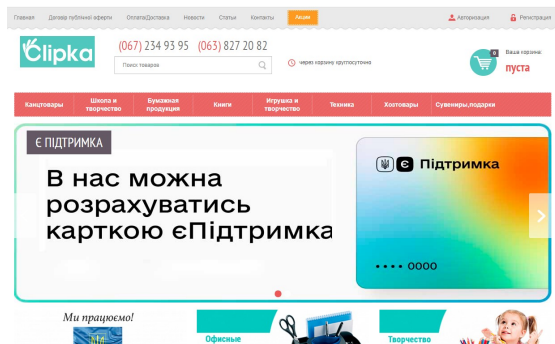 Главная Договір публічної оферти Оплата/Доставка Новости Статьи Контакты Акции Авторизация Регистрация
Clipka
(067) 234 93 95 (063) 827 20 82
Поиск товаров
через корзину круглосуточно
0
Ваша корзина:
пуста
Канцтовары Школа и творчество Бумажная продукция Книги Игрушка и творчество Техника Хозтовары Сувениры,подарки
Є ПІДТРИМКА
В нас можна
розрахуватись
карткою єПідтримка
Є Підтримка
•••• 0000
Ми працюємо!
Офисные
Творчество